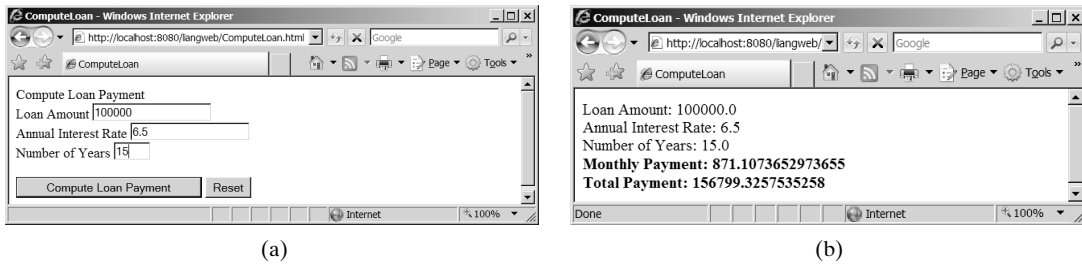 ComputeLoan - Windows Internet Explorer
http://localhost:8080/langweb/ComputeLoan.html
Google
ComputeLoan
Page
Tools
»
Compute Loan Payment
Loan Amount 100000
Annual Interest Rate 6.5
Number of Years 15
Compute Loan Payment Reset
Internet
100%
(a)
ComputeLoan - Windows Internet Explorer
http://localhost:8080/langweb/
Google
ComputeLoan
Page
Tools
»
Loan Amount: 100000.0
Annual Interest Rate: 6.5
Number of Years: 15.0
Monthly Payment: 871.1073652973655
Total Payment: 156799.3257535258
Done
Internet
100%
(b)